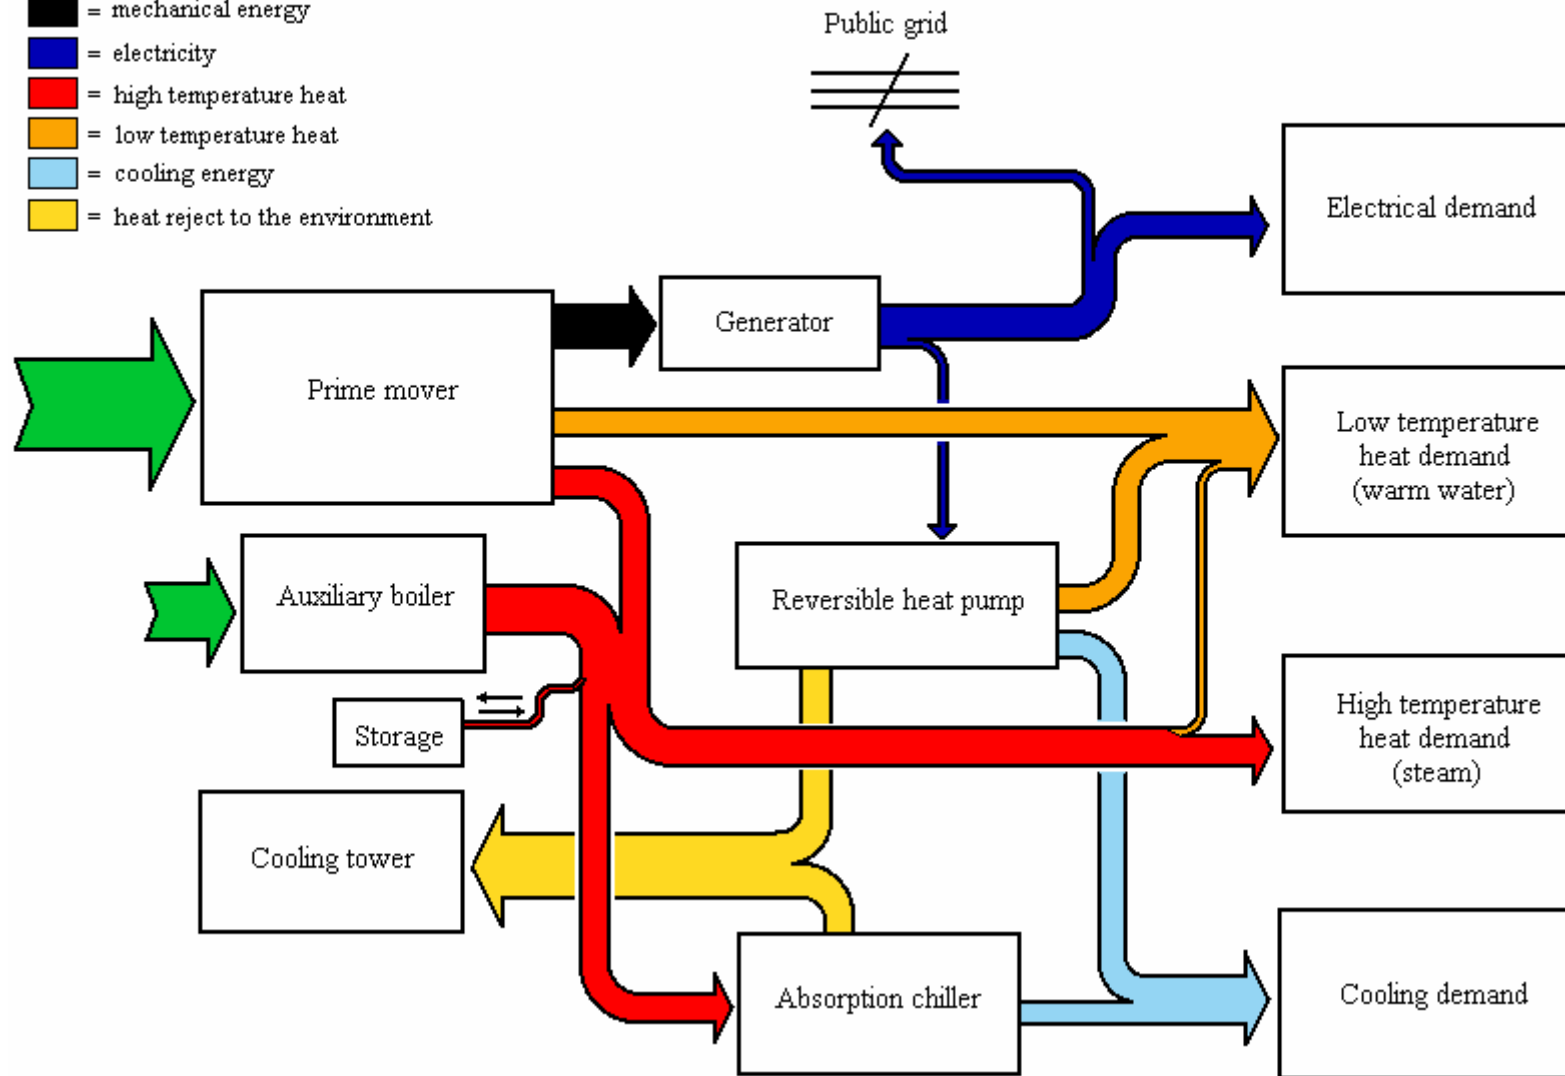 = mechanical energy
= electricity
= high temperature heat
= low temperature heat
= cooling energy
= heat reject to the environment
Public grid
Electrical demand
Generator
Prime mover
Low temperature
heat demand
(warm water)
Auxiliary boiler
Reversible heat pump
Storage
High temperature
heat demand
(steam)
Cooling tower
Absorption chiller
Cooling demand